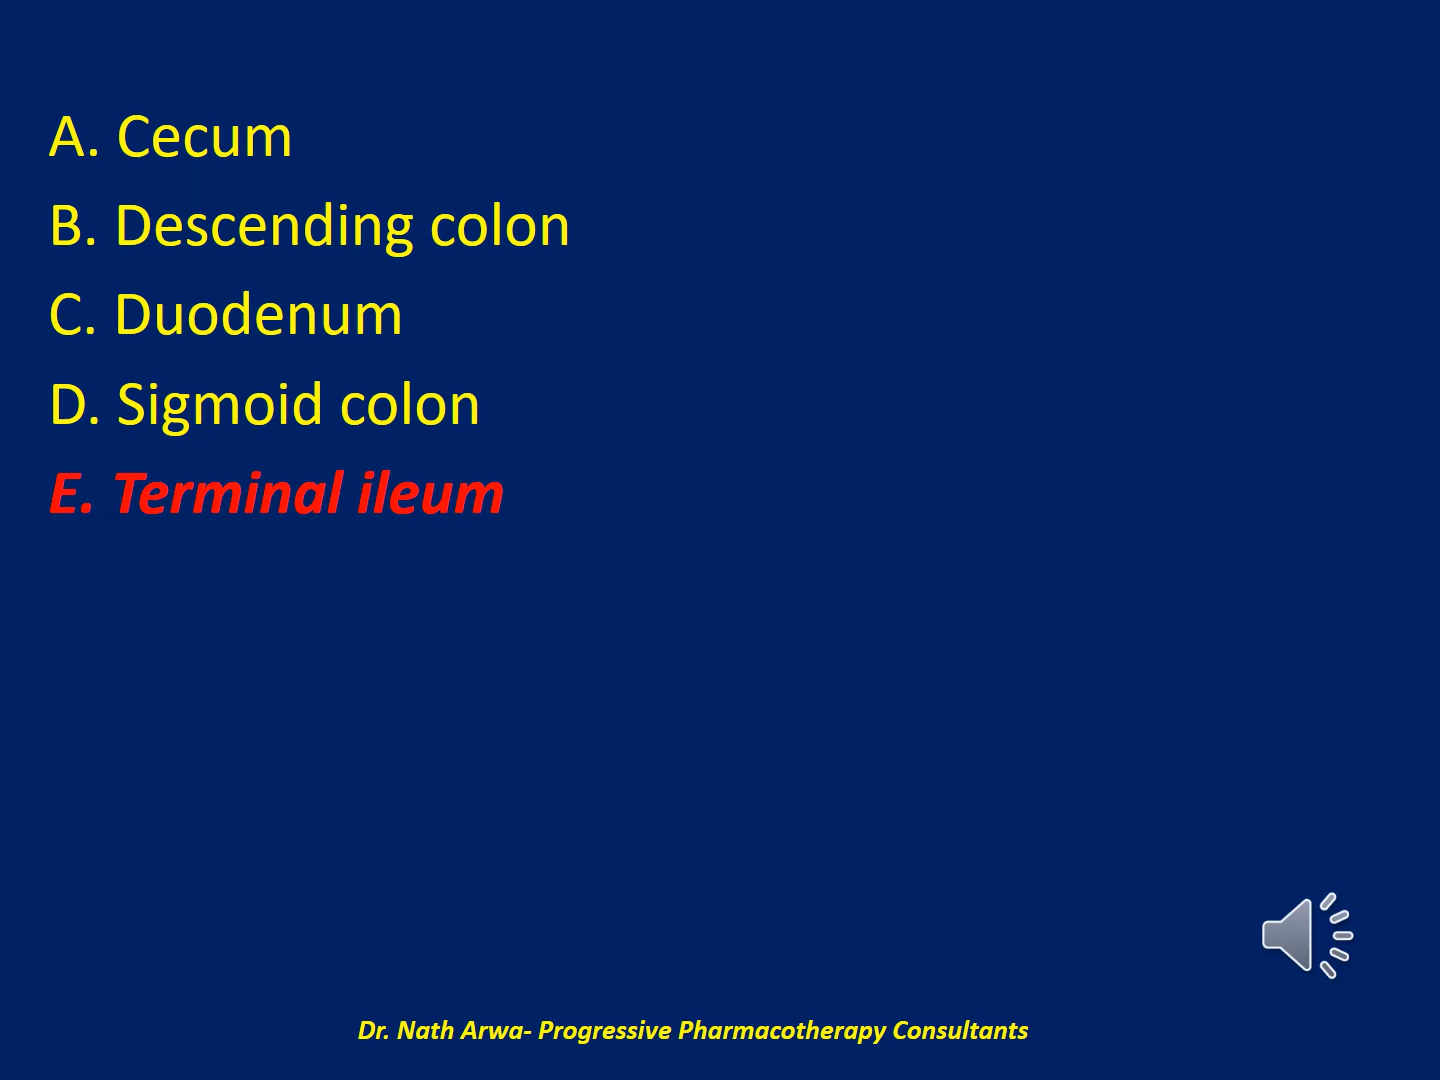 A. Cecum
B. Descending colon
C. Duodenum
D. Sigmoid colon
E. Terminal ileum
Dr. Nath Arwa- Progressive Pharmacotherapy Consultants